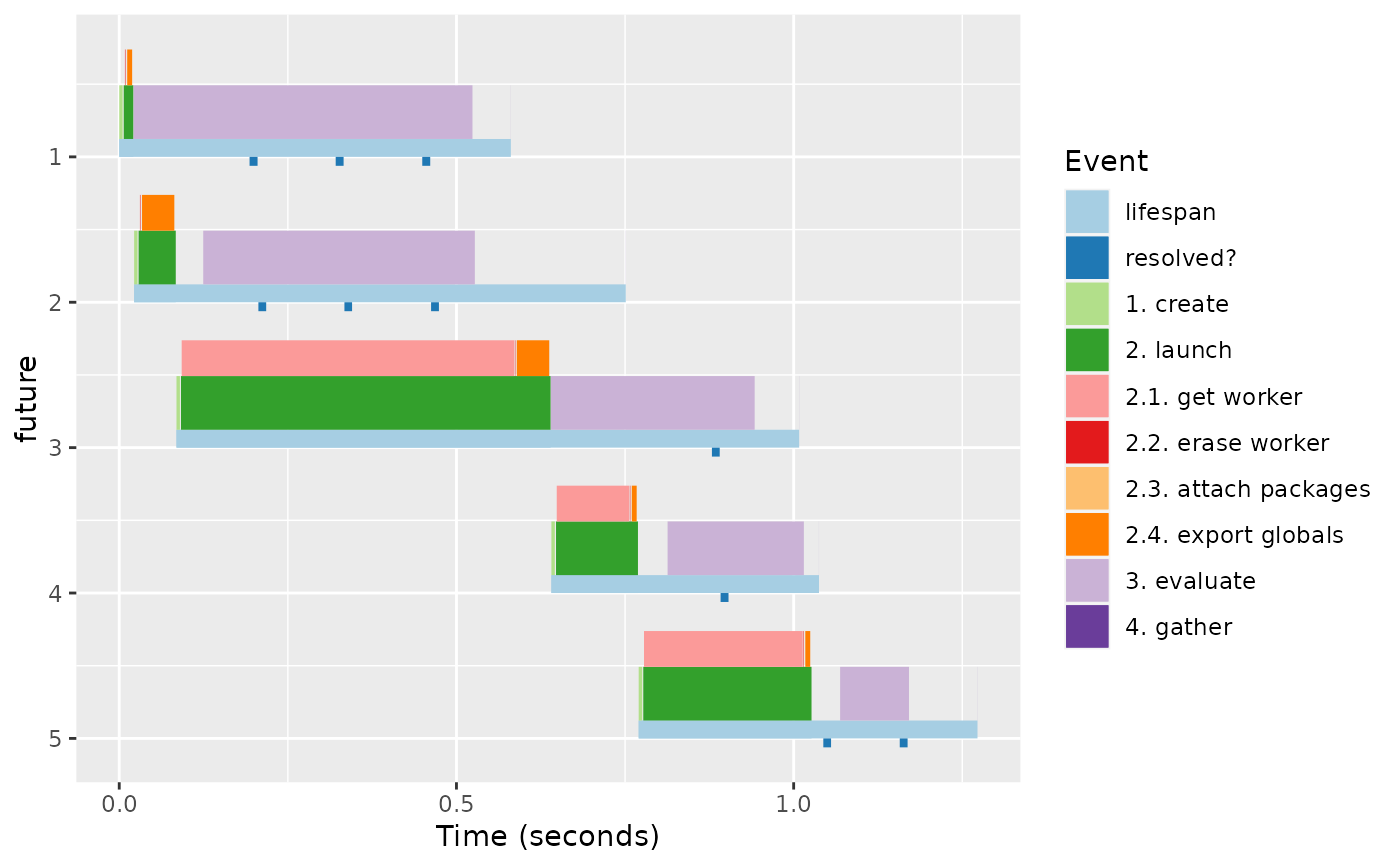 future
1
2
3
4
5
0.0
0.5
1.0
Time (seconds)
Event
lifespan
resolved?
1. create
2. launch
2.1. get worker
2.2. erase worker
2.3. attach packages
2.4. export globals
3. evaluate
4. gather